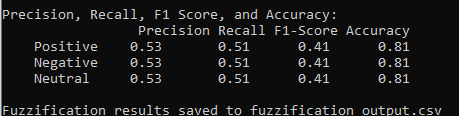 Precision, Recall, F1 Score, and Accuracy:
Precision Recall F1-Score Accuracy
Positive 0.53 0.51 0.41 0.81
Negative 0.53 0.51 0.41 0.81
Neutral 0.53 0.51 0.41 0.81
Fuzzification results saved to fuzzification_output.csv